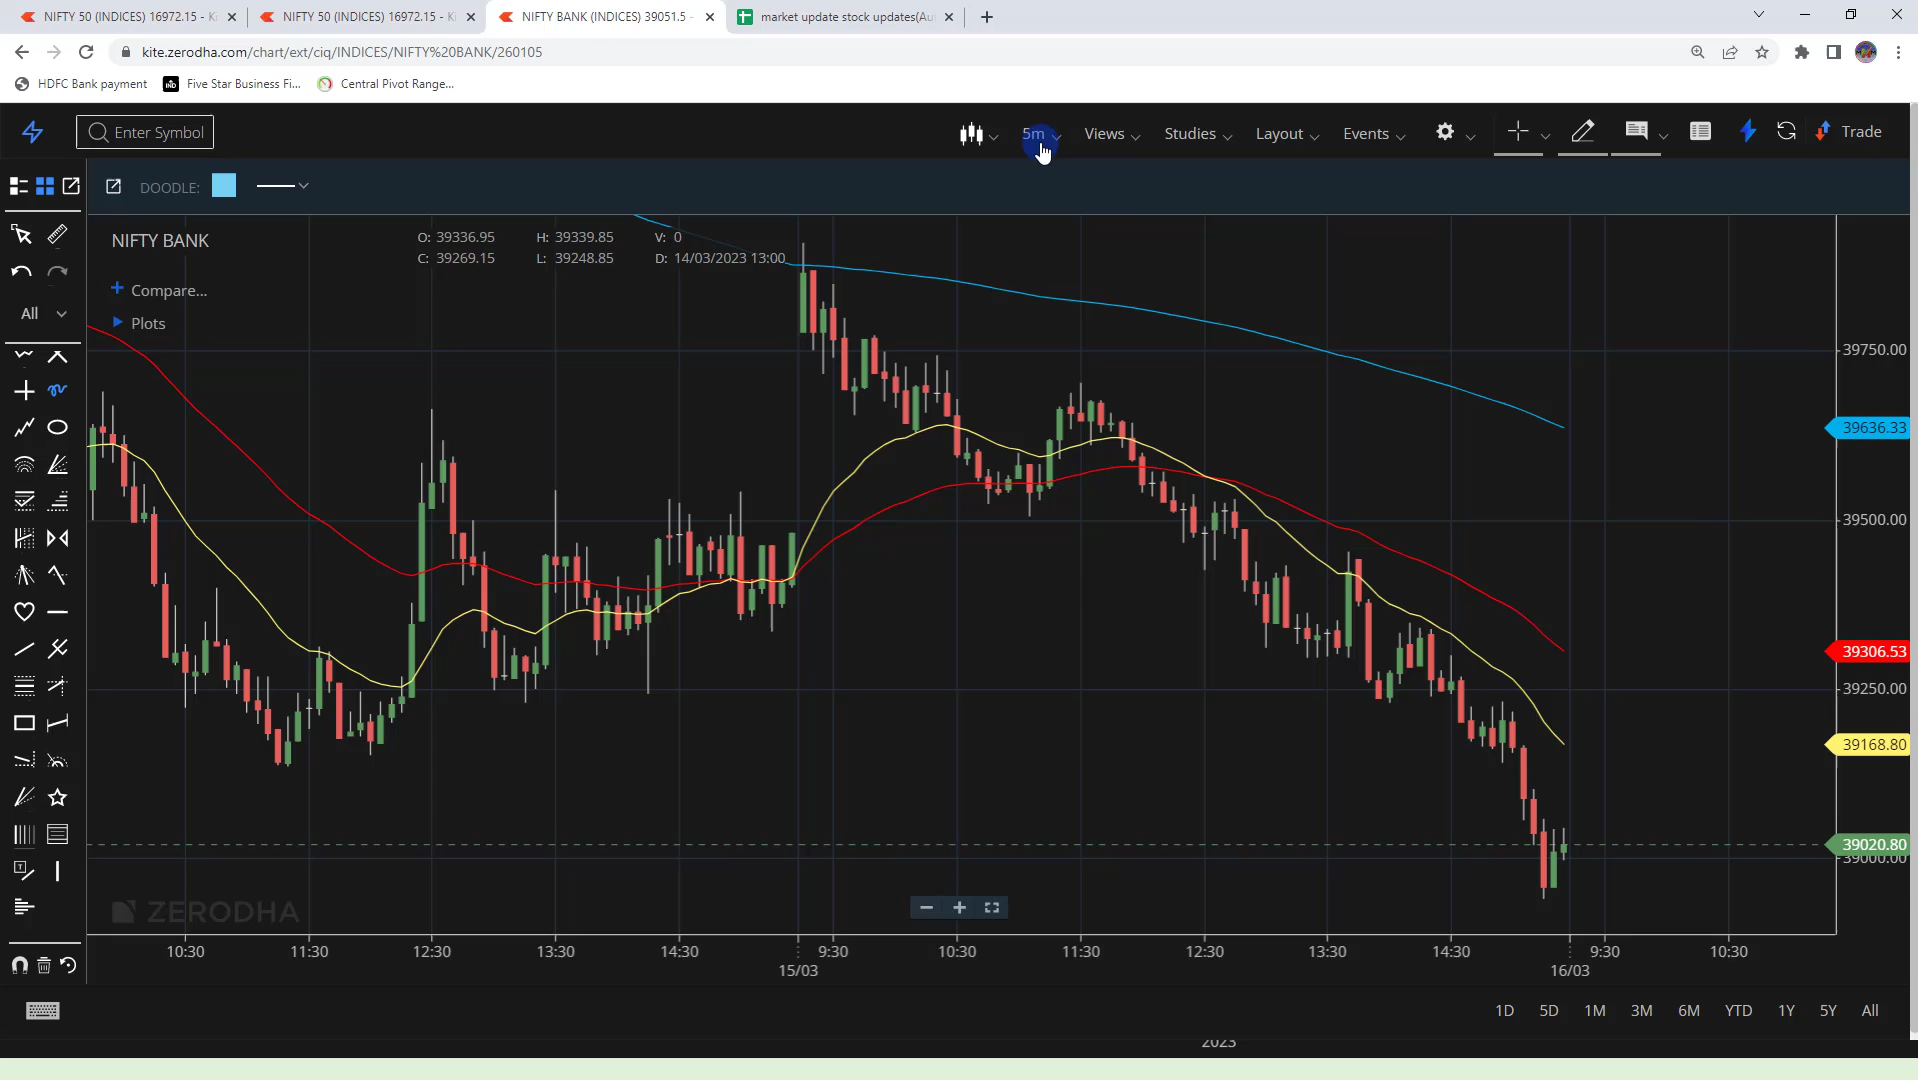 NIFTY 50 (INDICES) 16972.15 - Ki
NIFTY 50 (INDICES) 16972.15 - Ki
NIFTY BANK (INDICES) 39051.5 -
market update stock updates(Au
kite.zerodha.com/chart/ext/ciq/INDICES/NIFTY%20BANK/260105
HDFC Bank payment
Five Star Business Fi...
Central Pivot Range...
Enter Symbol
5m
Views
Studies
Layout
Events
Trade
DOODLE:
NIFTY BANK
O: 39336.95 H: 39339.85 V: 0
C: 39269.15 L: 39248.85 D: 14/03/2023 13:00
Compare...
All
Plots
39750.00
39636.33
39500.00
39306.53
39250.00
39168.80
39020.80
39000.00
ZERODHA
10:30 11:30 12:30 13:30 14:30 9:30 10:30 11:30 12:30 13:30 14:30 9:30 10:30
15/03 16/03
1D 5D 1M 3M 6M YTD 1Y 5Y All
2023